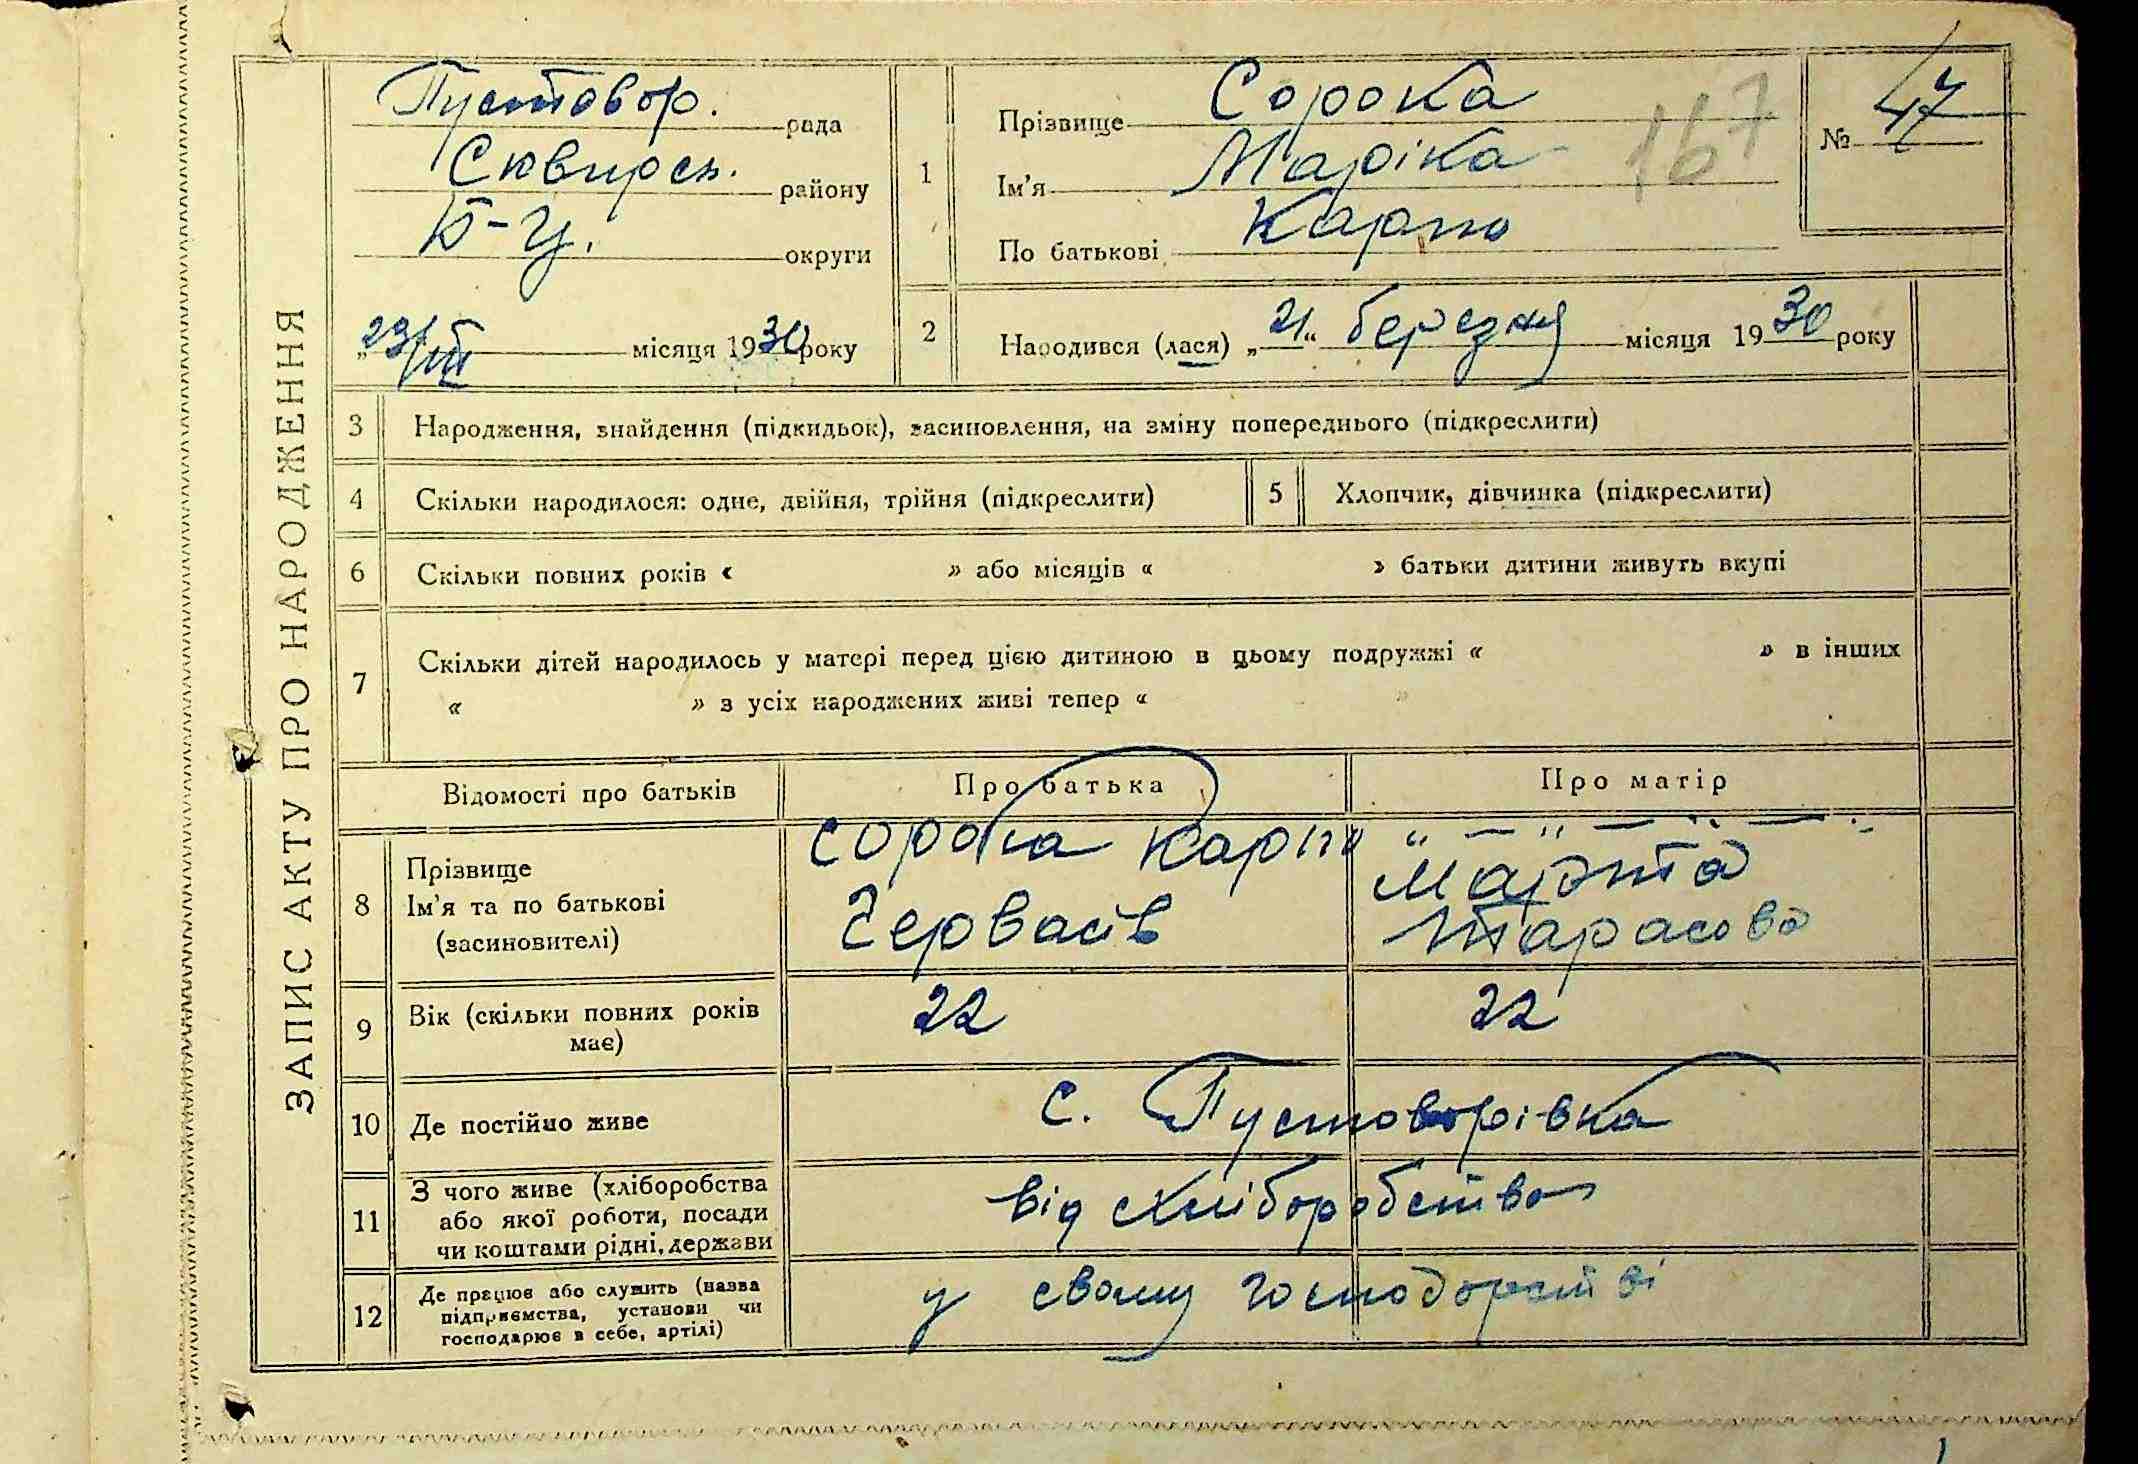 ЗАПИС АКТУ ПРО НАРОДЖЕННЯ
Пустовор. рада
Сквирсь. району
Б-Ц. округи
„23/III місяця 1930 року
1
Прізвище Сорока
Ім'я Маріка
По батькові Карпо
167
№ 47
2
Народився (лася) „21“ березня місяця 1930 року
3 Народження, знайдення (підкидьок), засиновлення, на зміну попереднього (підкреслити)
4 Скільки народилося: одне, двійня, трійня (підкреслити)
5 Хлопчик, дівчинка (підкреслити)
6 Скільки повних років « » або місяців « » батьки дитини живуть вкупі
7 Скільки дітей народилось у матері перед цією дитиною в цьому подружжі « » в інших
« » з усіх народжених живі тепер « »
Відомості про батьків Про батька Про матір
8
Прізвище
Ім'я та по батькові
(засиновителі)
Сорока Карпо
Гервасів
" — " — " — "
Марта
Тарасова
9 Вік (скільки повних років
має)
22 22
10 Де постійно живе с. Пустоворівка
11
З чого живе (хліборобства
або якої роботи, посади
чи коштами рідні, держави
від хліборобства
12
Де працює або служить (назва
підприємства, установи чи
господарює в себе, артілі)
у свому господарстві